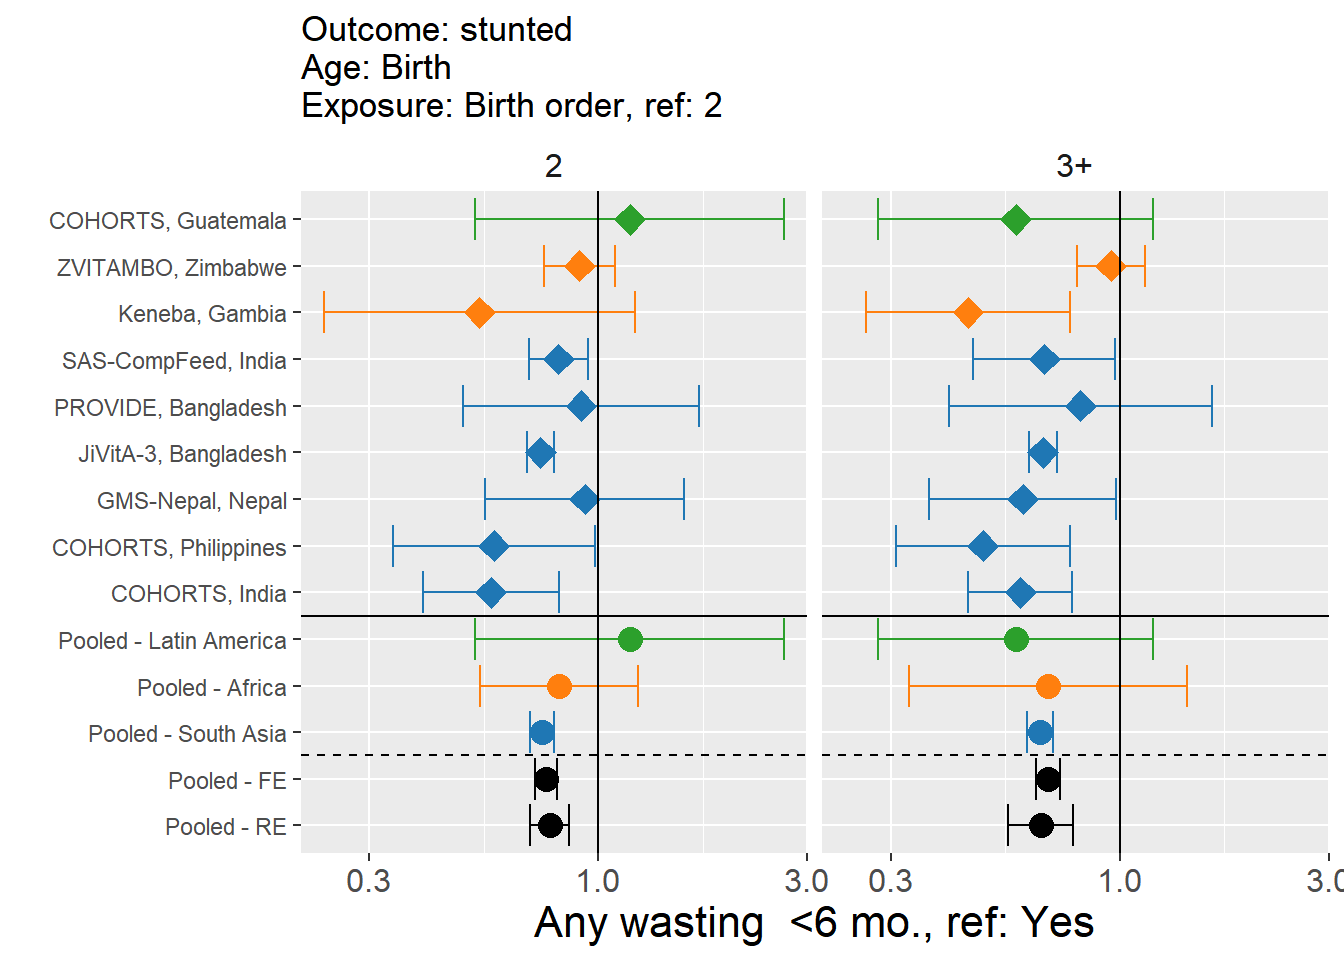 Outcome: stunted
Age: Birth
Exposure: Birth order, ref: 2
2
3+
COHORTS, Guatemala
ZVITAMBO, Zimbabwe
Keneba, Gambia
SAS-CompFeed, India
PROVIDE, Bangladesh
JiVitA-3, Bangladesh
GMS-Nepal, Nepal
COHORTS, Philippines
COHORTS, India
Pooled - Latin America
Pooled - Africa
Pooled - South Asia
Pooled - FE
Pooled - RE
0.3 1.0 3.0 0.3 1.0 3.0
Any wasting  <6 mo., ref: Yes